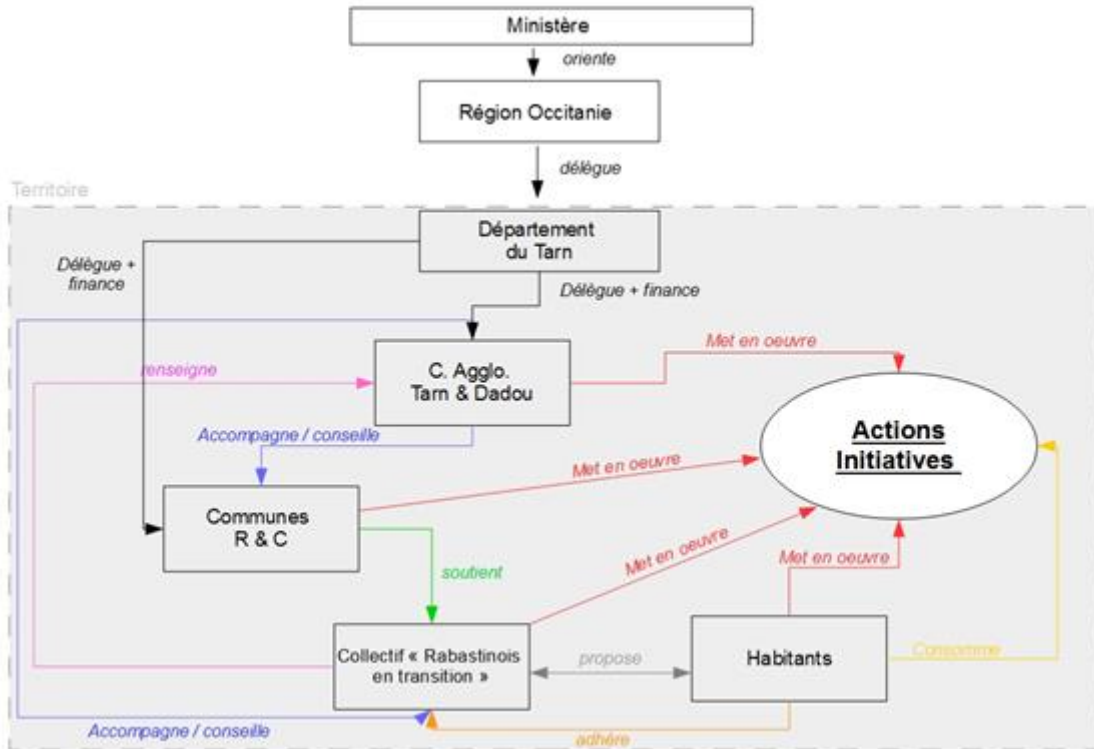 Ministère
oriente
Région Occitanie
délègue
Territoire
Département
du Tarn
Délègue +
finance
Délègue + finance
Met en oeuvre
renseigne
C. Agglo.
Tarn & Dadou
Accompagne / conseille
Actions
Initiatives
Met en oeuvre
Communes
R & C
soutient
Met en oeuvre
Met en oeuvre
Collectif « Rabastinois
en transition »
propose
Habitants
Consomme
Accompagne / conseille
adhère